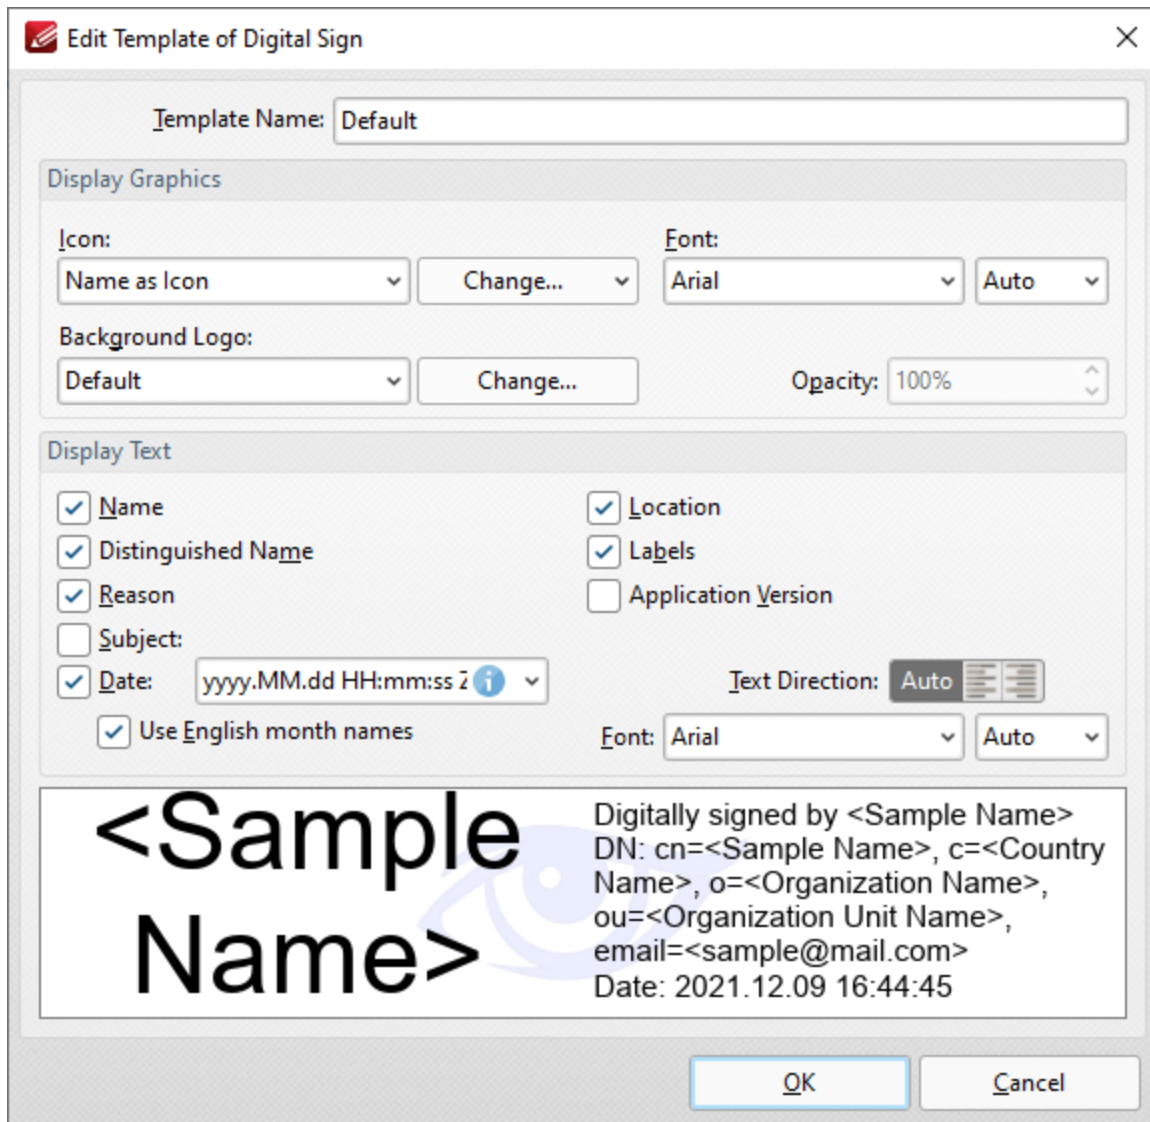 Edit Template of Digital Sign
Template Name: Default
Display Graphics
Icon:
Name as Icon
Change...
Font:
Arial
Auto
Background Logo:
Default
Change...
Opacity: 100%
Display Text
Name
Distinguished Name
Reason
Subject:
Date: yyyy.MM.dd HH:mm:ss
Use English month names
Location
Labels
Application Version
Text Direction: Auto
Font: Arial
Auto
<Sample
Name>
Digitally signed by <Sample Name>
DN: cn=<Sample Name>, c=<Country
Name>, o=<Organization Name>,
ou=<Organization Unit Name>,
email=<sample@mail.com>
Date: 2021.12.09 16:44:45
OK
Cancel